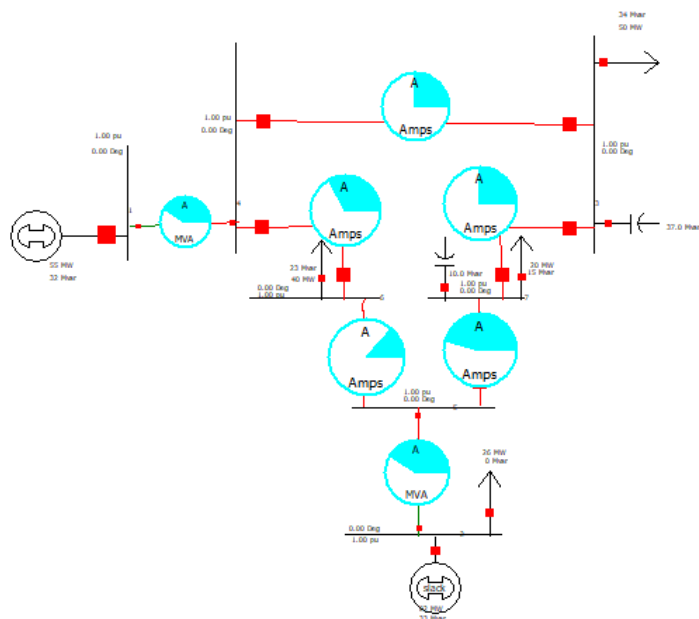 34 Mvar
50 MW
A
Amps
1.00 pu
0.00 Deg
1.00 pu
0.00 Deg
1.00 pu
0.00 Deg
1
A
MVA
4
A
Amps
A
Amps
3
37.0 Mvar
55 MW
32 Mvar
23 Mvar
40 MW
10.0 Mvar
15 Mvar
0.00 Deg
1.00 pu
6
1.00 pu
0.00 Deg
7
A
Amps
A
Amps
1.00 pu
0.00 Deg
5
A
MVA
0 Mvar
0.00 Deg
1.00 pu
2
slack